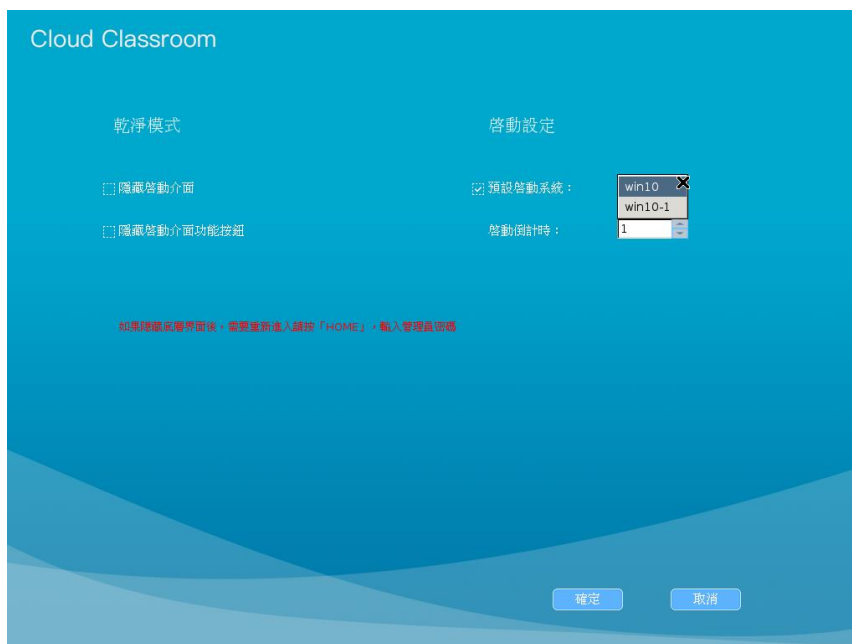 Cloud Classroom
乾淨模式
啓動設定
隱藏啓動介面
預設啓動系統：
win10
win10-1
隱藏啓動介面功能按鈕
啓動倒計時：
1
如果隱藏底層界面後，需要重新進入請按「HOME」，輸入管理員密碼
確定
取消